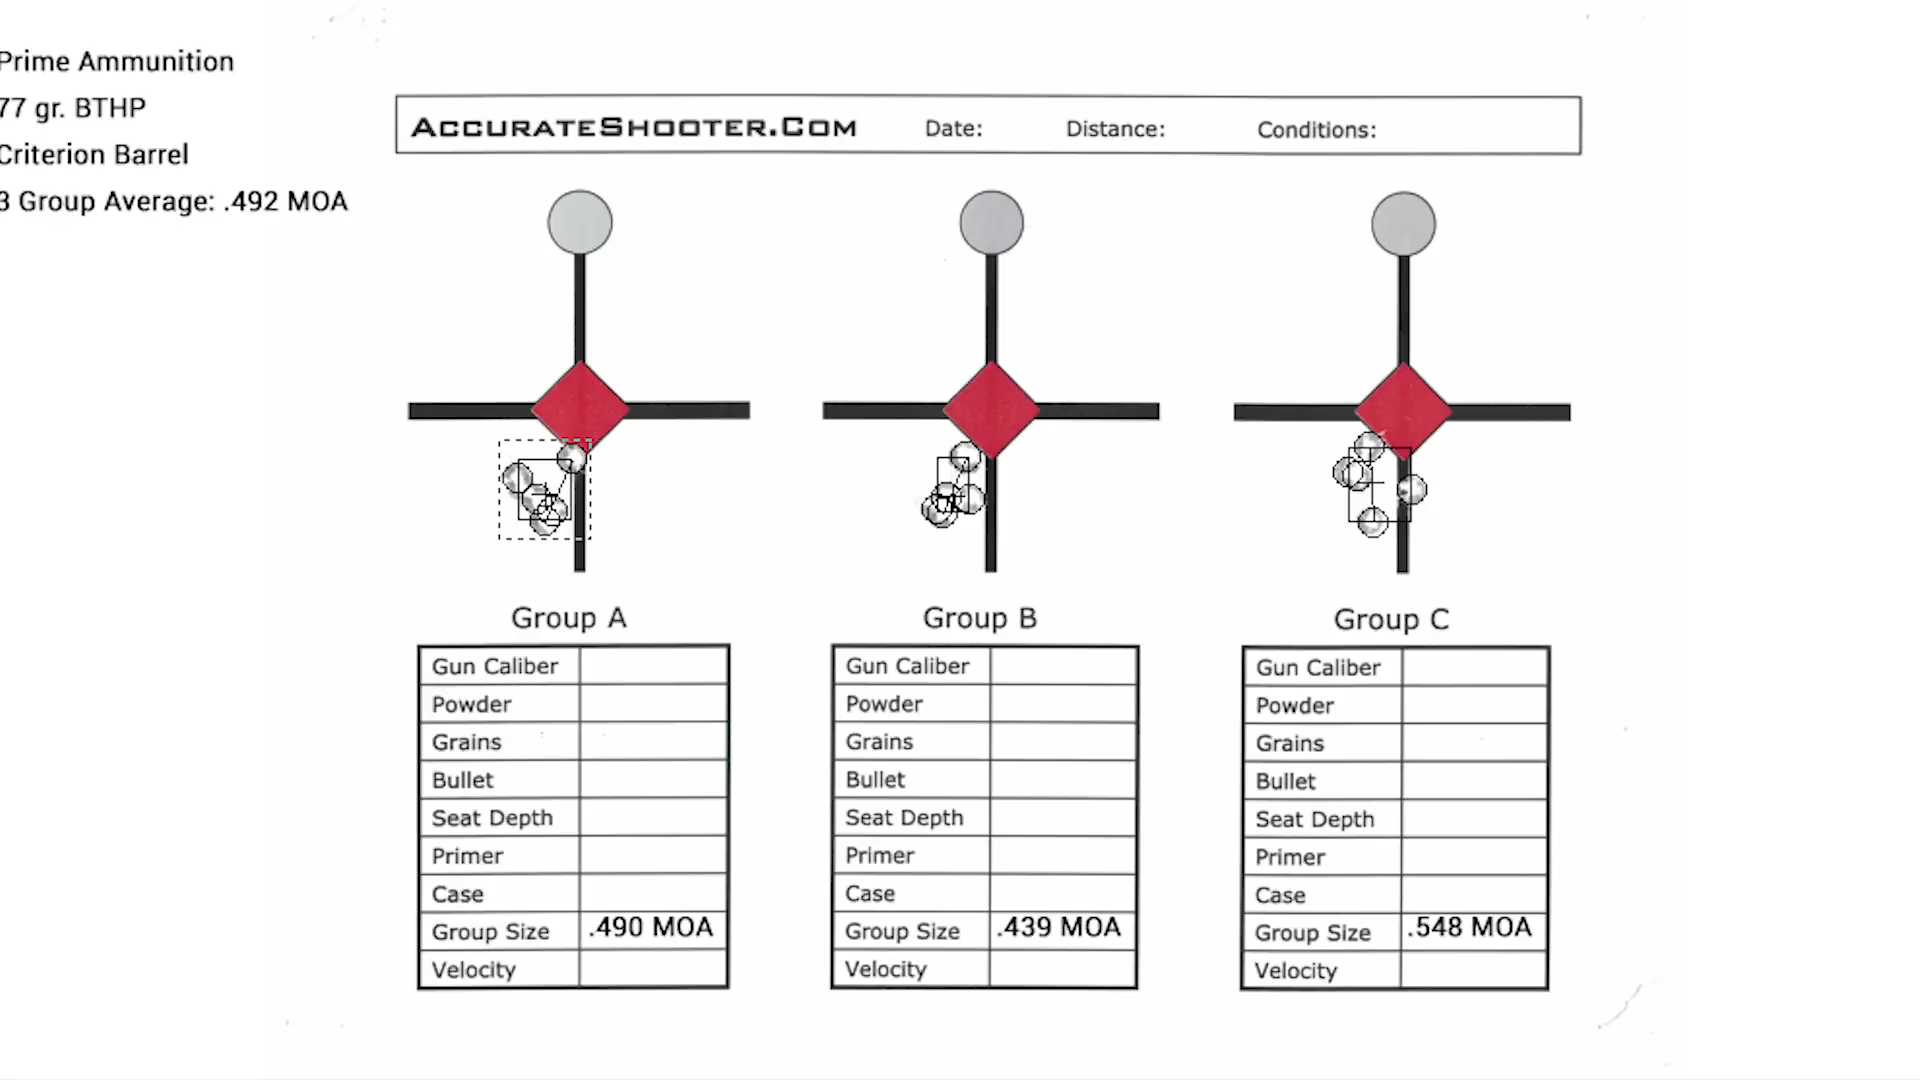 Prime Ammunition
77 gr. BTHP
Criterion Barrel
3 Group Average: .492 MOA
ACCURATESHOOTER.COM Date: Distance: Conditions:
Group A
Gun Caliber
Powder
Grains
Bullet
Seat Depth
Primer
Case
Group Size .490 MOA
Velocity
Group B
Gun Caliber
Powder
Grains
Bullet
Seat Depth
Primer
Case
Group Size .439 MOA
Velocity
Group C
Gun Caliber
Powder
Grains
Bullet
Seat Depth
Primer
Case
Group Size .548 MOA
Velocity